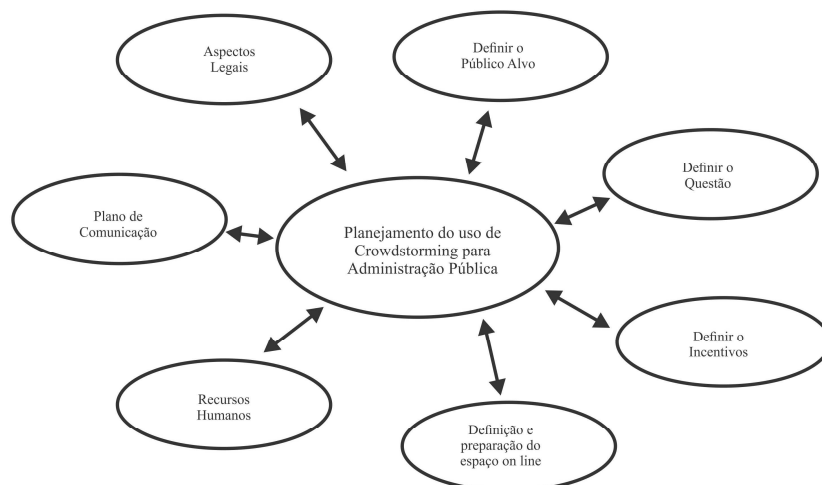 Aspectos
Legais
Definir o
Público Alvo
Definir o
Questão
Plano de
Comunicação
Planejamento do uso de
Crowdstorming para
Administração Pública
Definir o
Incentivos
Recursos
Humanos
Definição e
preparação do
espaço on line